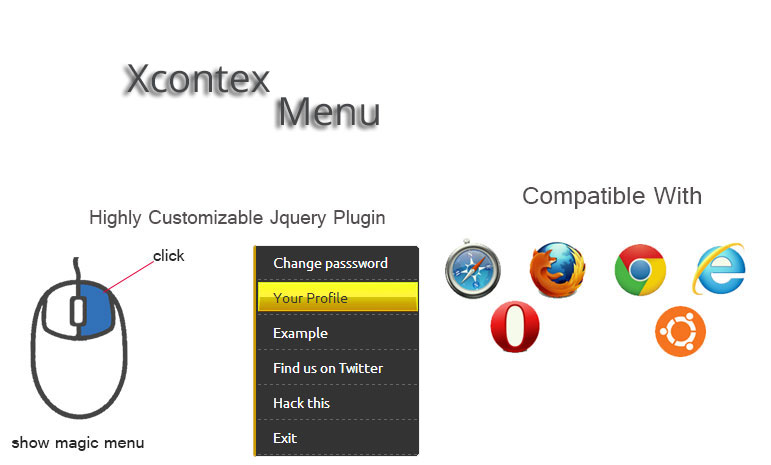 Xcontex
Menu
Compatible With
Highly Customizable Jquery Plugin
click
Change passsword
Your Profile
Example
Find us on Twitter
Hack this
Exit
show magic menu